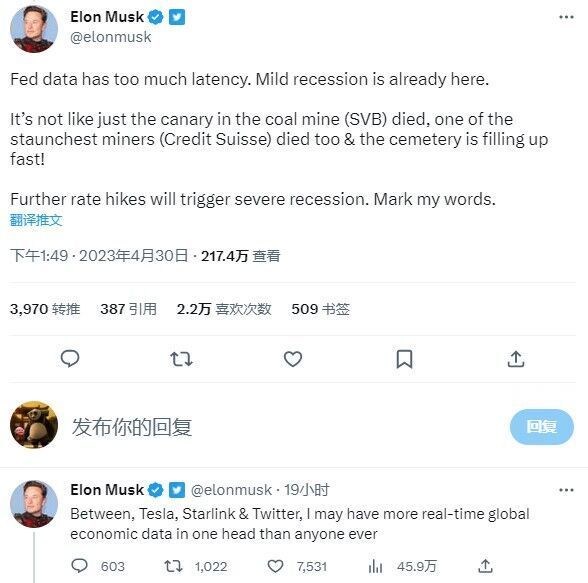 Elon Musk
@elonmusk
Fed data has too much latency. Mild recession is already here.
It’s not like just the canary in the coal mine (SVB) died, one of the
staunchest miners (Credit Suisse) died too & the cemetery is filling up
fast!
Further rate hikes will trigger severe recession. Mark my words.
翻译推文
下午1:49 · 2023年4月30日 · 217.4万 查看
3,970 转推 387 引用 2.2万 喜欢次数 509 书签
发布你的回复
回复
Elon Musk @elonmusk · 19小时
Between, Tesla, Starlink & Twitter, I may have more real-time global
economic data in one head than anyone ever
603 1,022 7,531 45.9万